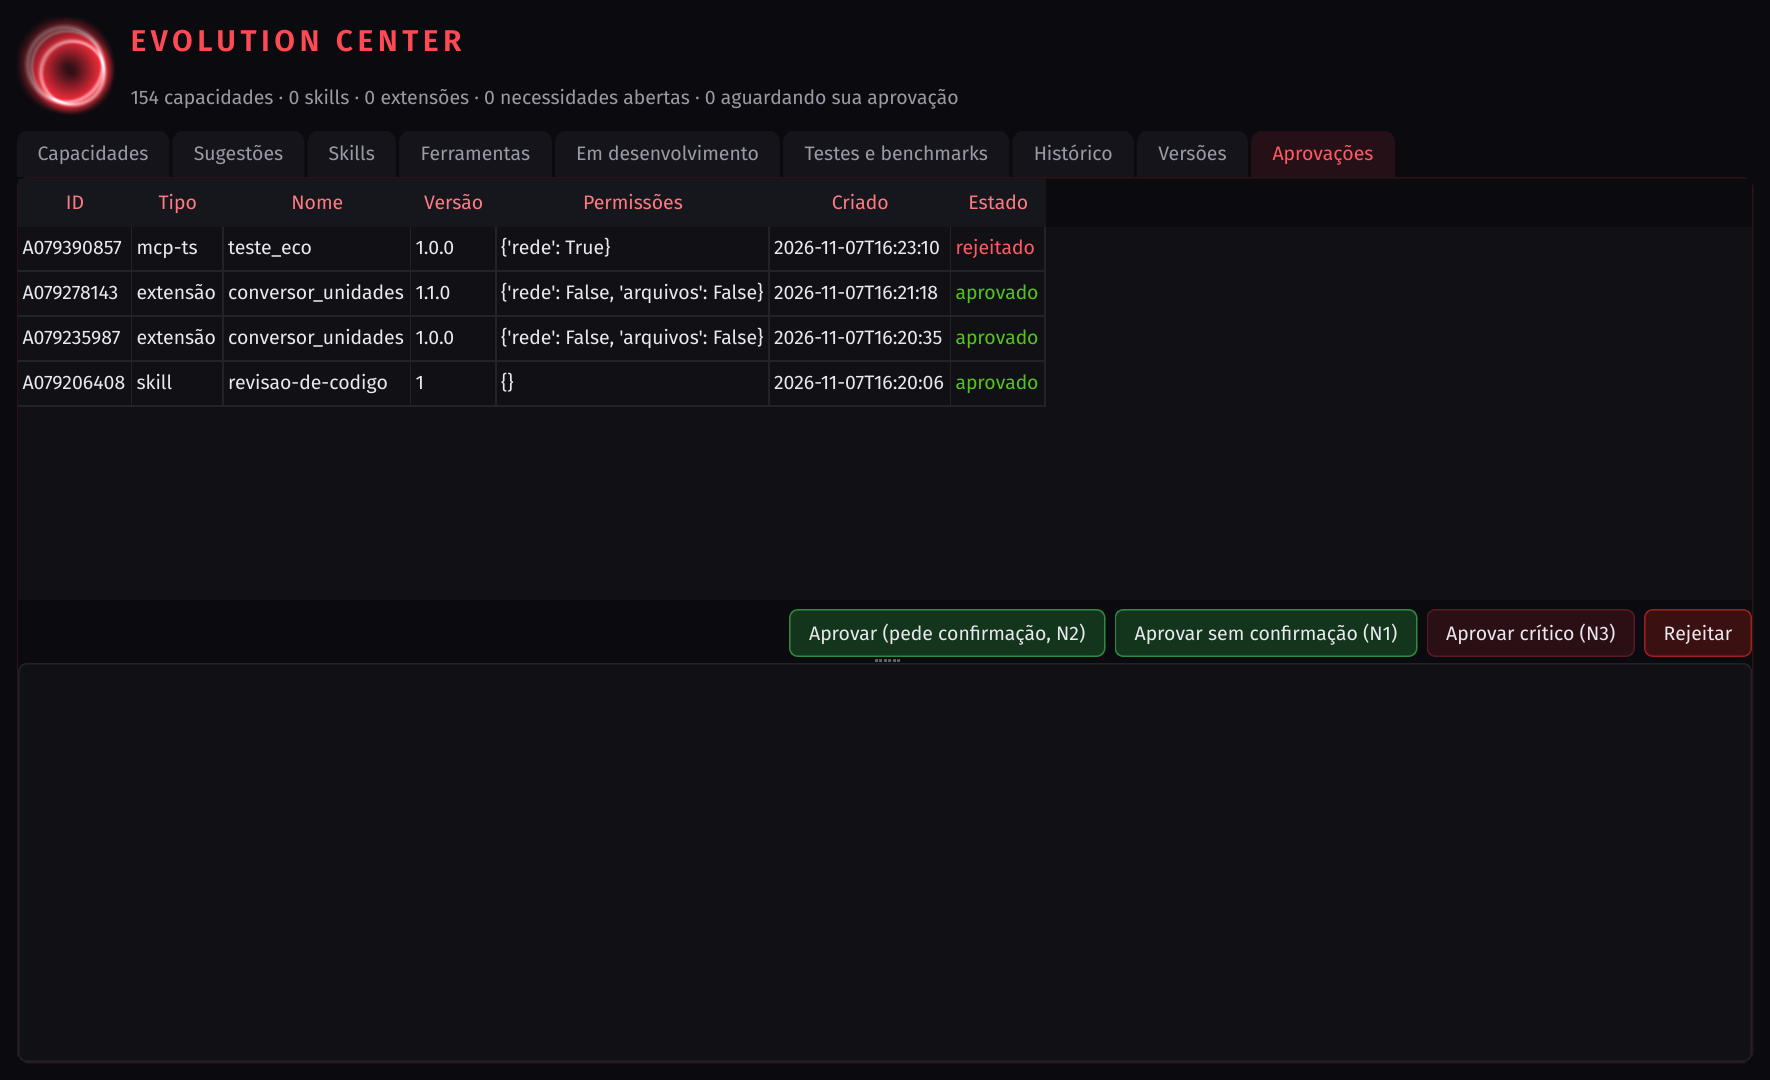 EVOLUTION CENTER
154 capacidades · 0 skills · 0 extensões · 0 necessidades abertas · 0 aguardando sua aprovação
Capacidades Sugestões Skills Ferramentas Em desenvolvimento Testes e benchmarks Histórico Versões Aprovações
ID Tipo Nome Versão Permissões Criado Estado
A079390857 mcp-ts teste_eco 1.0.0 {'rede': True} 2026-11-07T16:23:10 rejeitado
A079278143 extensão conversor_unidades 1.1.0 {'rede': False, 'arquivos': False} 2026-11-07T16:21:18 aprovado
A079235987 extensão conversor_unidades 1.0.0 {'rede': False, 'arquivos': False} 2026-11-07T16:20:35 aprovado
A079206408 skill revisao-de-codigo 1 {} 2026-11-07T16:20:06 aprovado
Aprovar (pede confirmação, N2) Aprovar sem confirmação (N1) Aprovar crítico (N3) Rejeitar